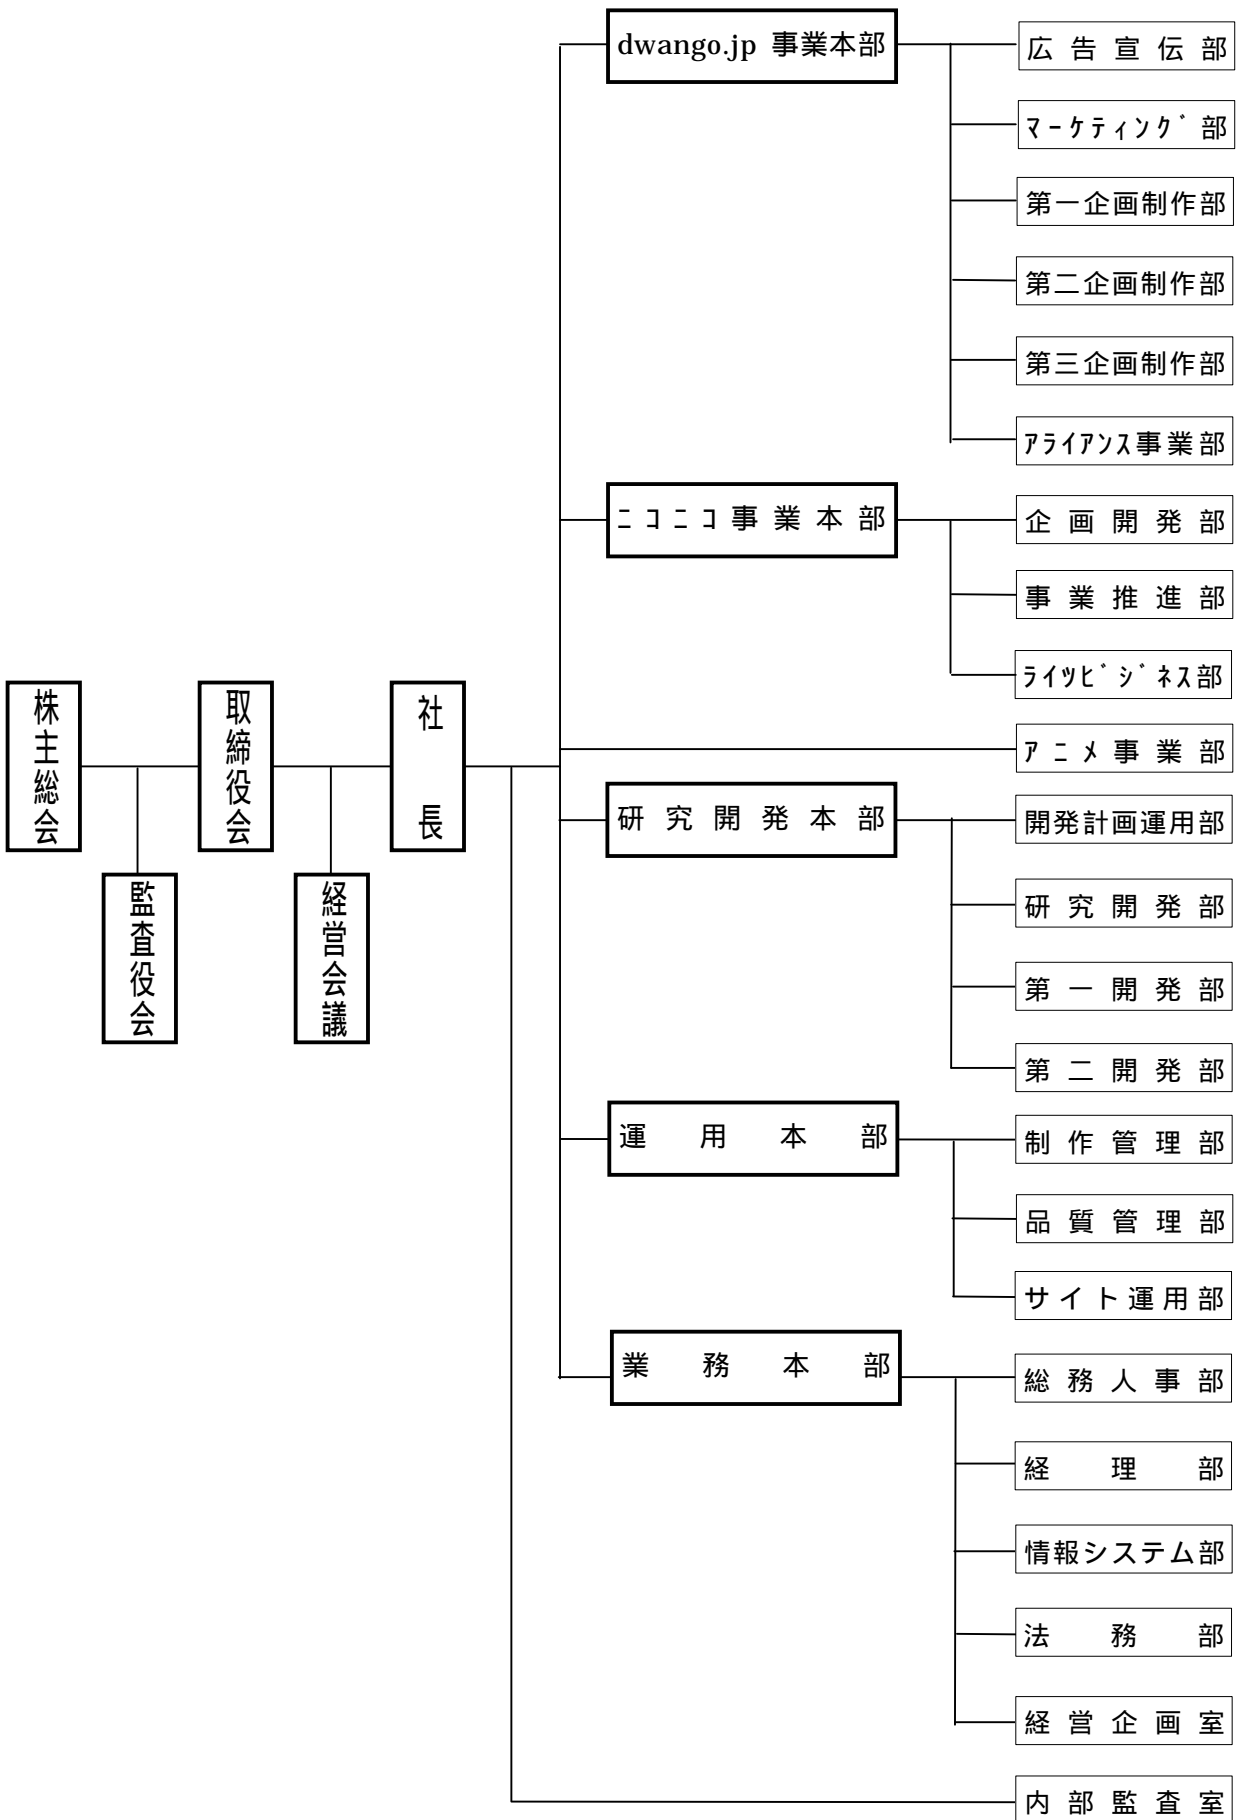 株主総会
監査役会
取締役会
経営会議
社長
dwango.jp 事業本部
広告宣伝部
マーケティング部
第一企画制作部
第二企画制作部
第三企画制作部
アライアンス事業部
ニコニコ事業本部
企画開発部
事業推進部
ライツビジネス部
アニメ事業部
研究開発本部
開発計画運用部
研究開発部
第一開発部
第二開発部
運用本部
制作管理部
品質管理部
サイト運用部
業務本部
総務人事部
経理部
情報システム部
法務部
経営企画室
内部監査室